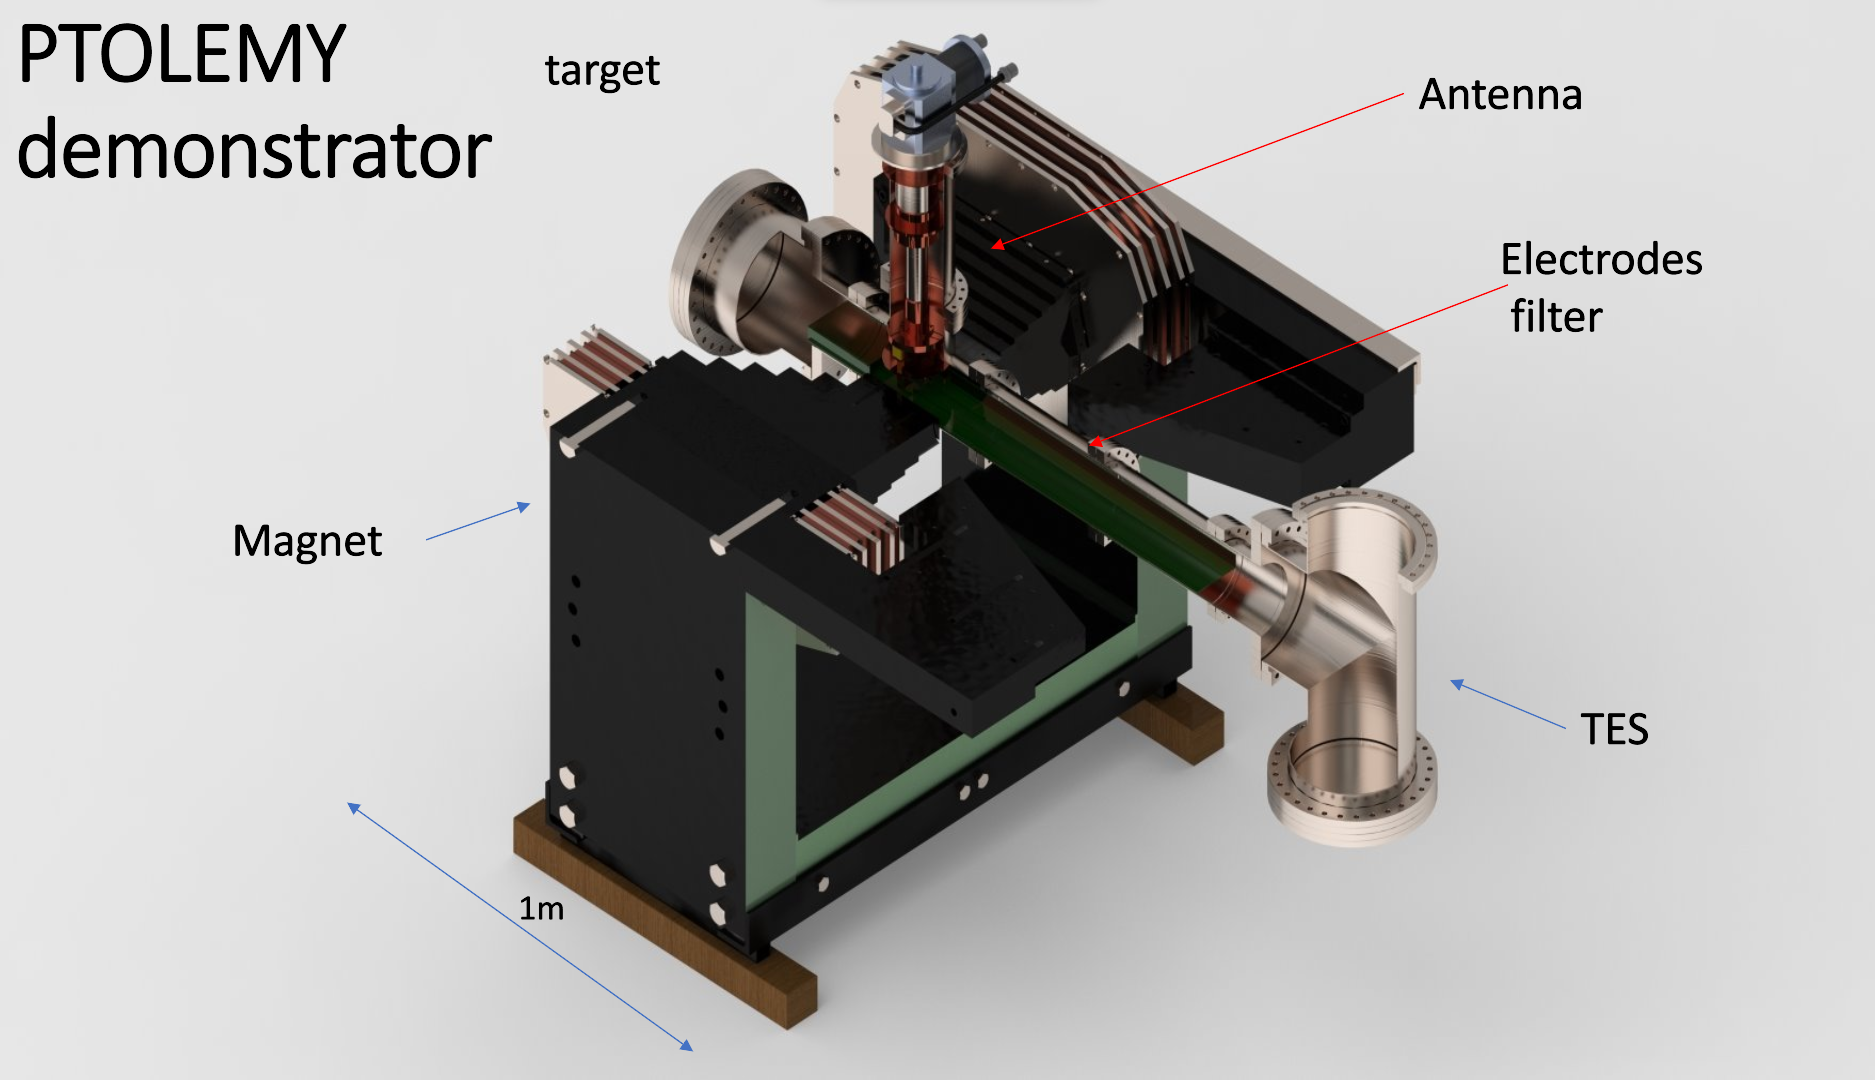 PTOLEMY
demonstrator
target
Antenna
Electrodes
filter
Magnet
TES
1m